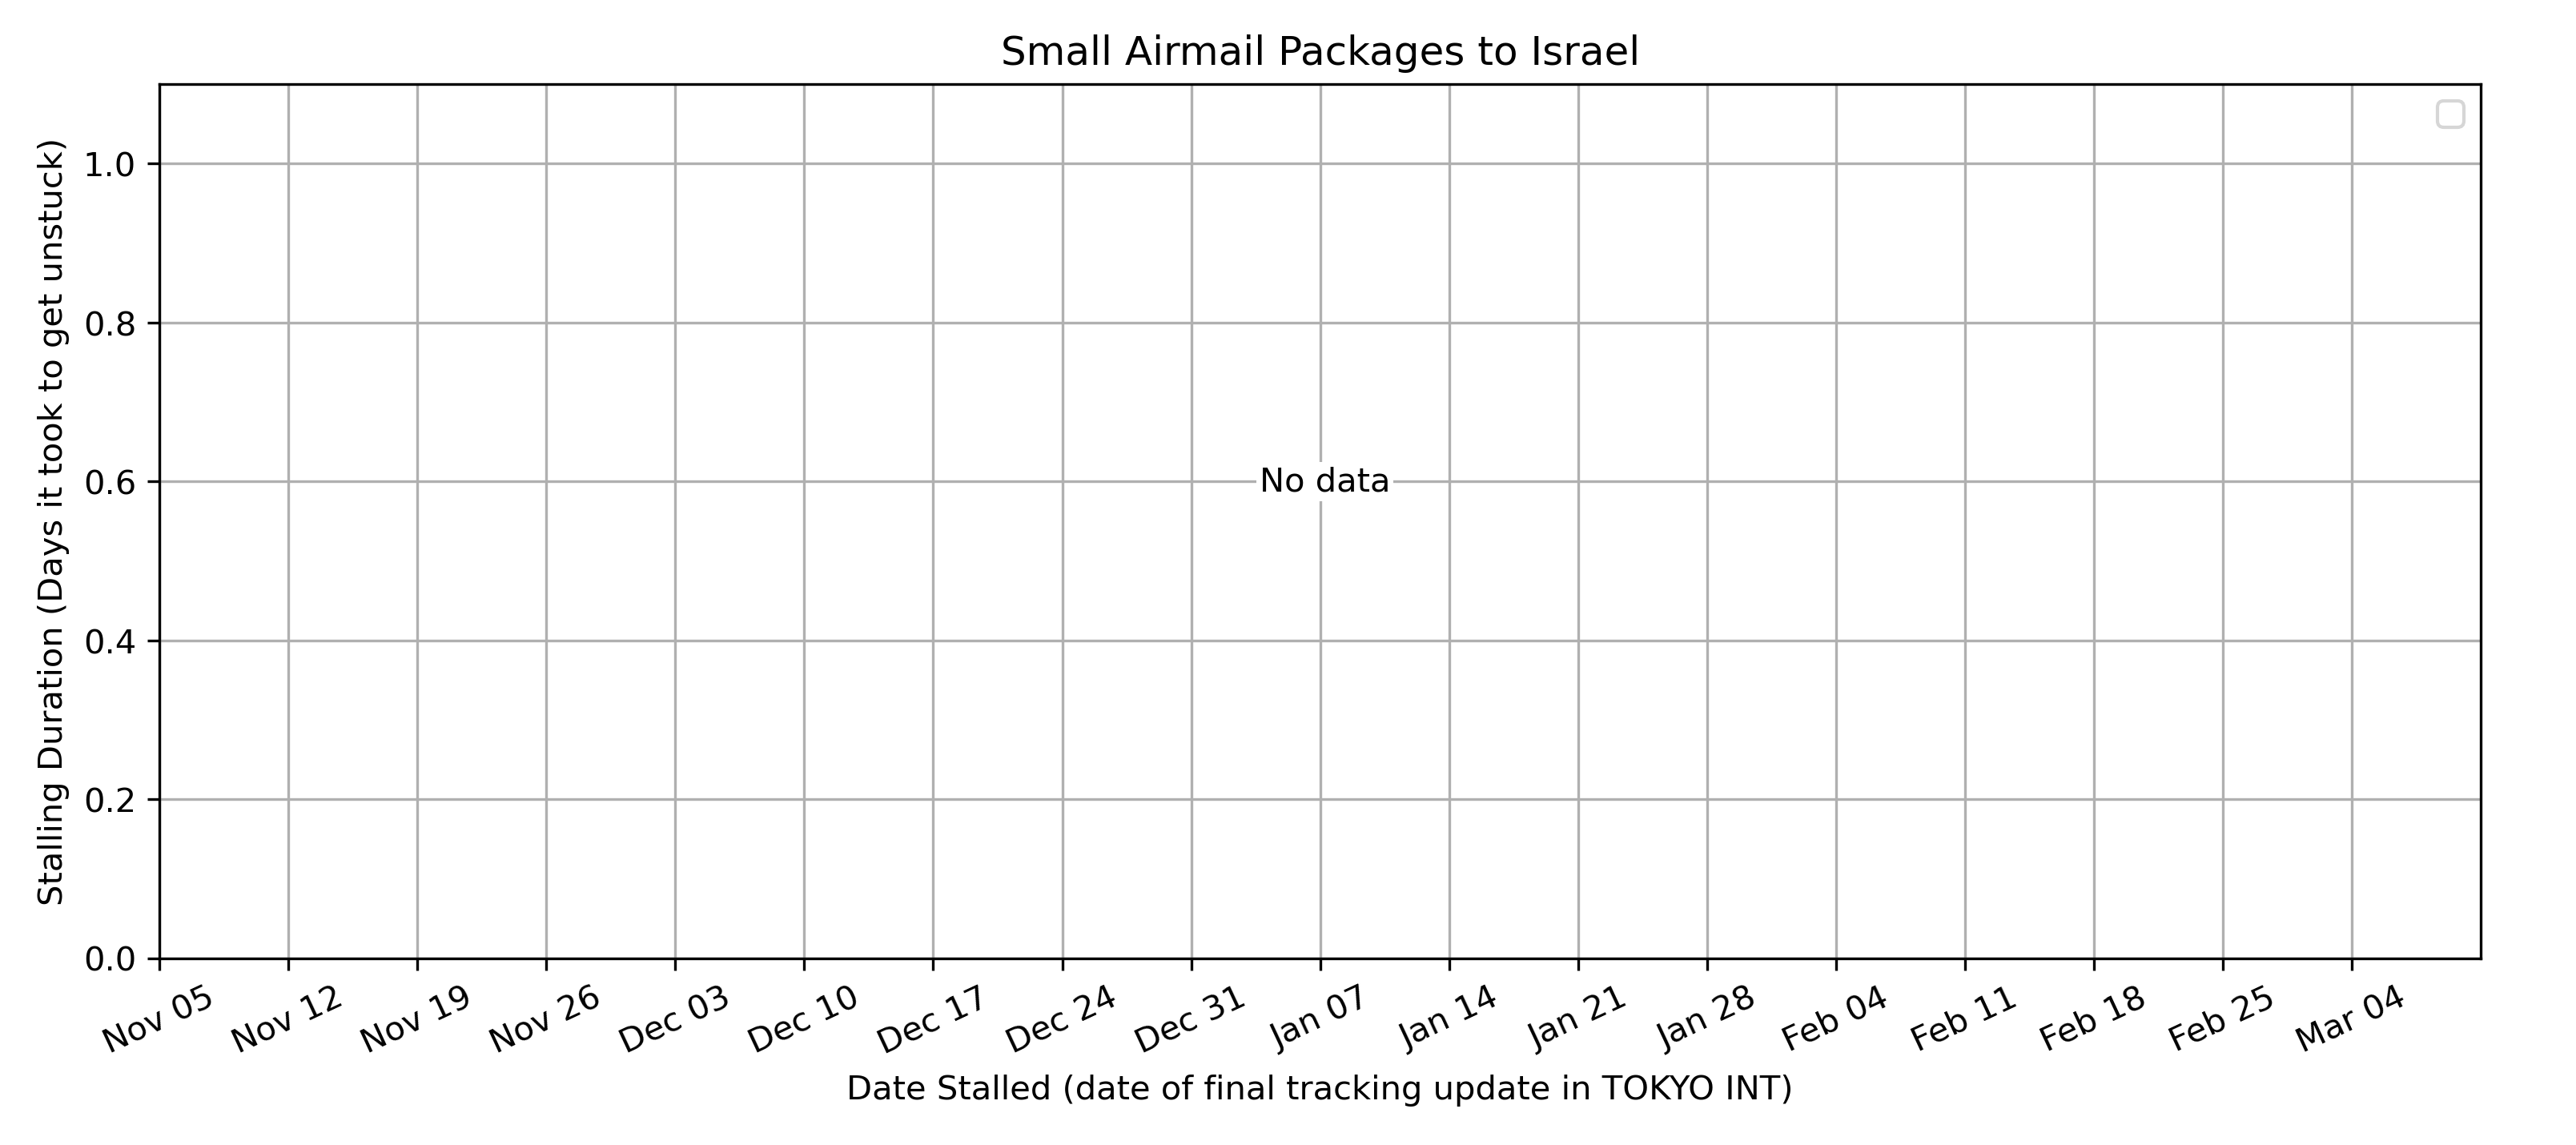 Small Airmail Packages to Israel
Stalling Duration (Days it took to get unstuck)
1.0
0.8
0.6
0.4
0.2
0.0
No data
Nov 05
Nov 12
Nov 19
Nov 26
Dec 03
Dec 10
Dec 17
Dec 24
Dec 31
Jan 07
Jan 14
Jan 21
Jan 28
Feb 04
Feb 11
Feb 18
Feb 25
Mar 04
Date Stalled (date of final tracking update in TOKYO INT)